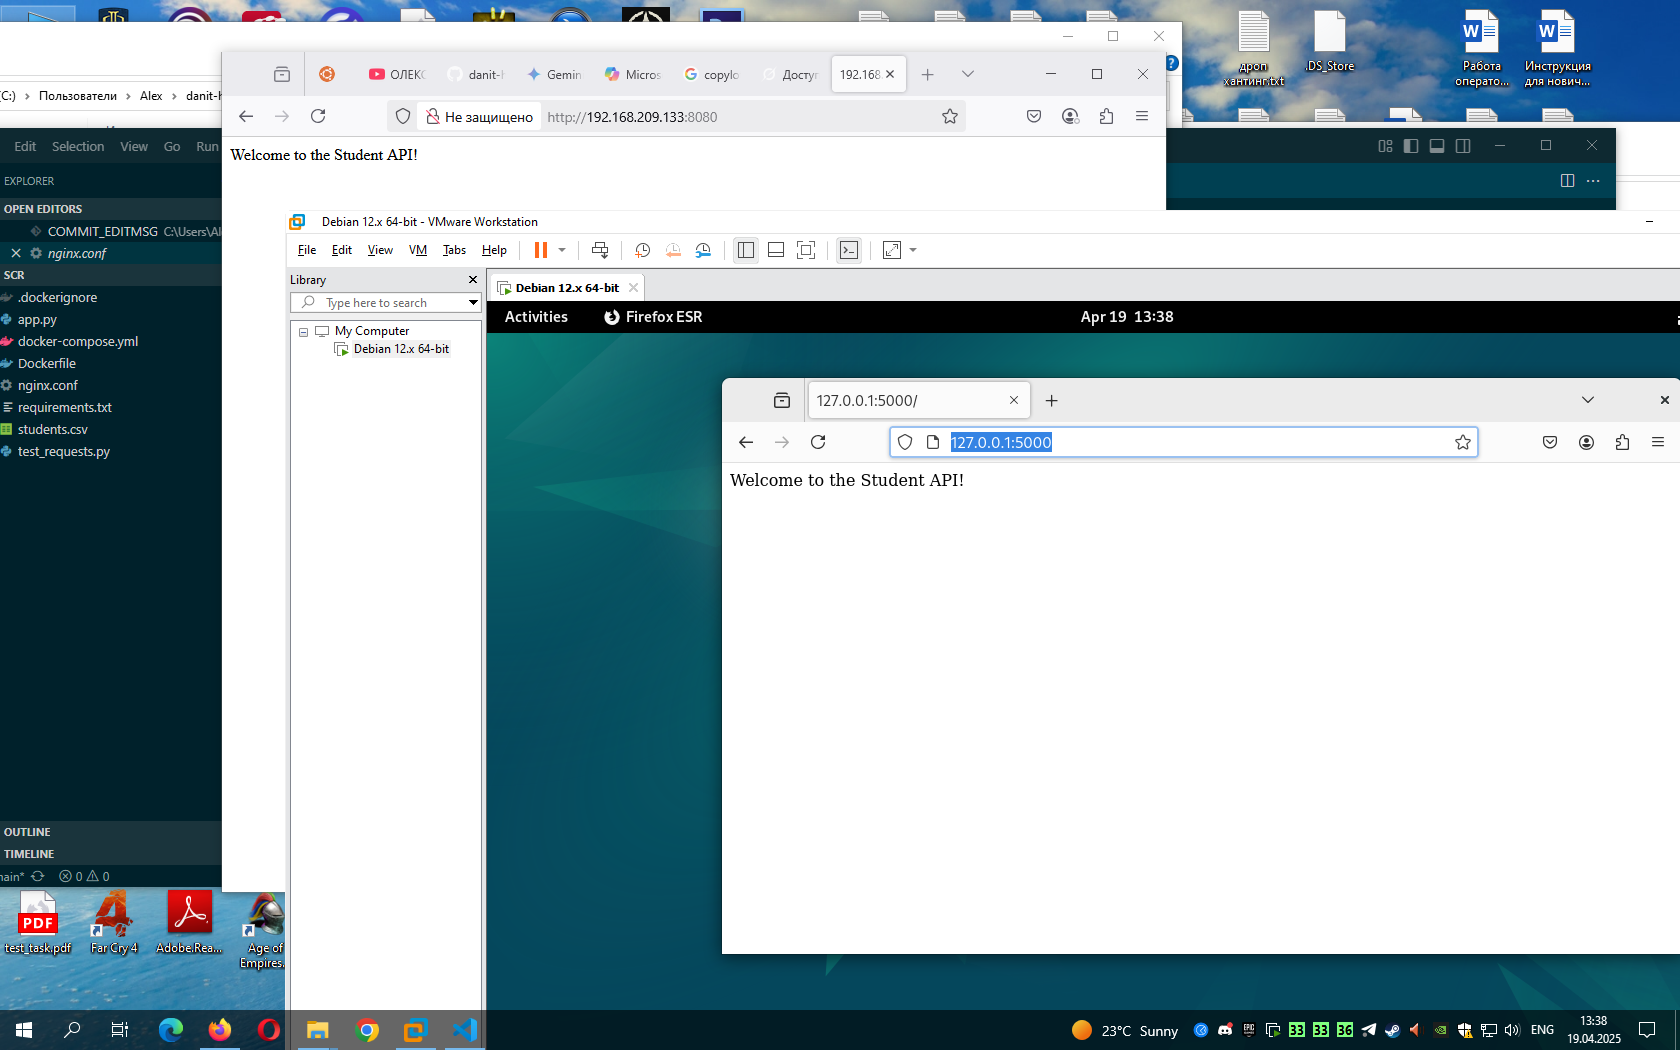 дроп хантинг.txt
.DS_Store
Работа операто...
Инструкция для нович...
ОЛЕКС
danit-h
Gemin
Micros
copylo
Доступ
192.168
Не защищено
http://192.168.209.133:8080
Welcome to the Student API!
(C:) > Пользователи > Alex > danit-h
Edit Selection View Go Run
EXPLORER
OPEN EDITORS
COMMIT_EDITMSG C:\Users\Al
nginx.conf
SCR
.dockerignore
app.py
docker-compose.yml
Dockerfile
nginx.conf
requirements.txt
students.csv
test_requests.py
OUTLINE
TIMELINE
main* 0 0
Debian 12.x 64-bit - VMware Workstation
File Edit View VM Tabs Help
Library
Type here to search
My Computer
Debian 12.x 64-bit
Debian 12.x 64-bit
Activities
Firefox ESR
Apr 19 13:38
127.0.0.1:5000/
127.0.0.1:5000
Welcome to the Student API!
PDF
test_task.pdf
Far Cry 4
Adobe.Rea...
Age of Empires.
23°C Sunny
33
33
36
ENG
13:38
19.04.2025